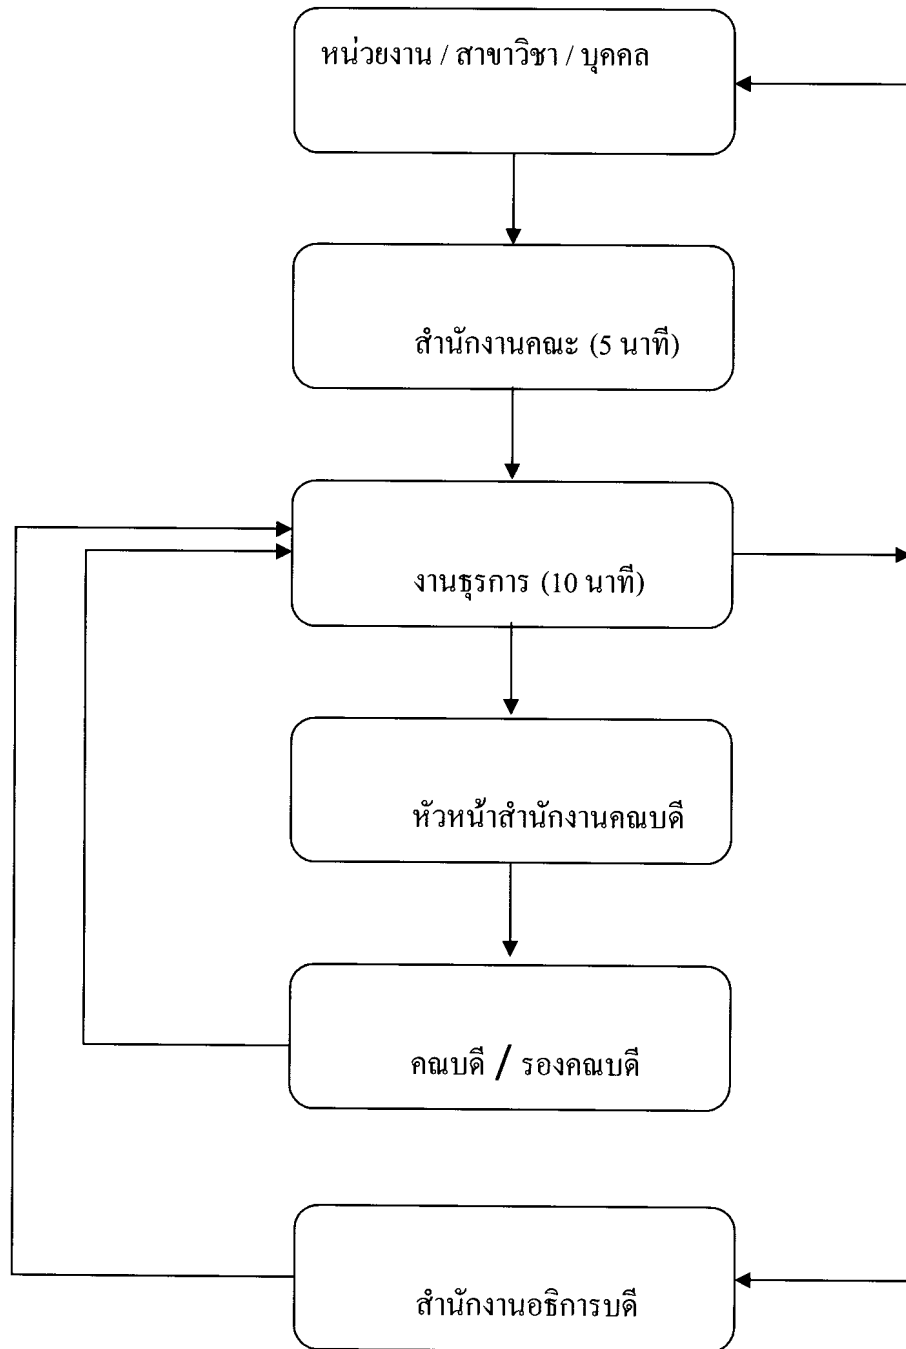 หน่วยงาน / สาขาวิชา / บุคคล
สำนักงานคณะ (5 นาที)
งานธุรการ (10 นาที)
หัวหน้าสำนักงานคณบดี
คณบดี / รองคณบดี
สำนักงานอธิการบดี